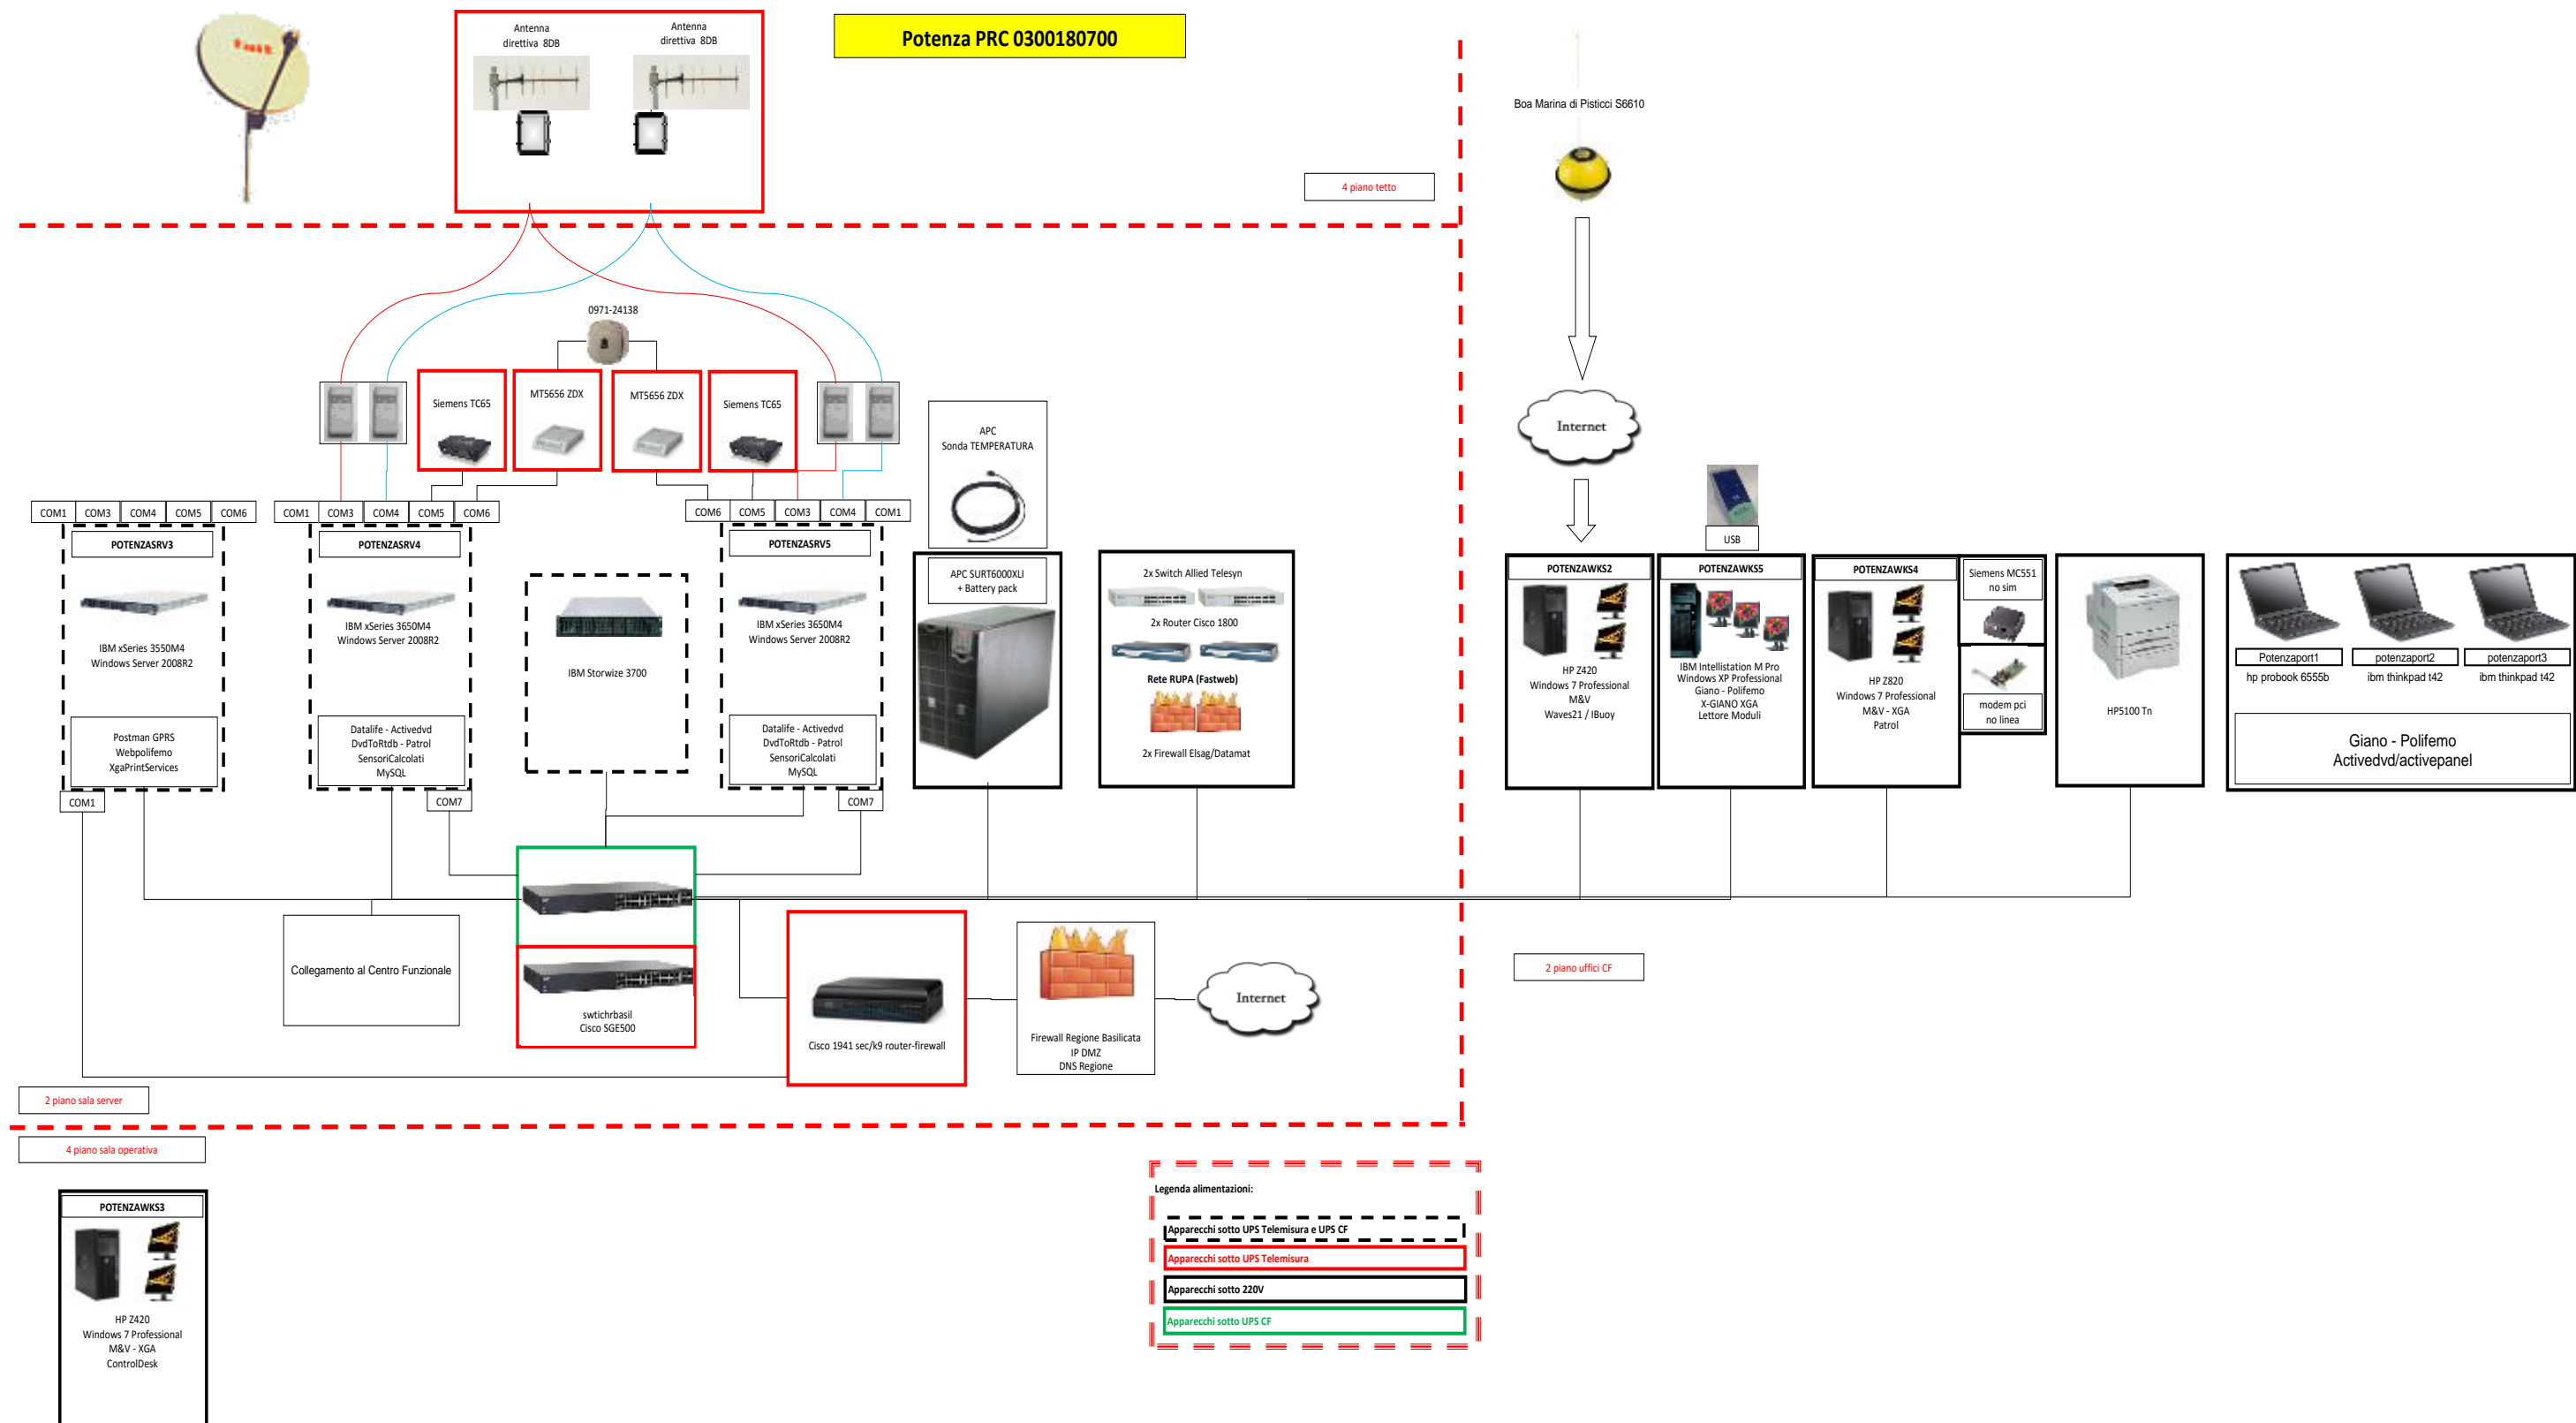 Antenna
direttiva 8DB
Antenna
direttiva 8DB
Potenza PRC 0300180700
Boa Marina di Pisticci S6610
4 piano tetto
0971-24138
Siemens TC65
MT5656 ZDX
MT5656 ZDX
Siemens TC65
APC
Sonda TEMPERATURA
Internet
USB
COM1 COM3 COM4 COM5 COM6
COM1 COM3 COM4 COM5 COM6
COM6 COM5 COM3 COM4 COM1
POTENZASRV3
IBM xSeries 3550M4
Windows Server 2008R2
Postman GPRS
Webpolifemo
XgaPrintServices
COM1
POTENZASRV4
IBM xSeries 3650M4
Windows Server 2008R2
Datalife - Activedvd
DvdToRtdb - Patrol
SensoriCalcolati
MySQL
COM7
IBM Storwize 3700
POTENZASRV5
IBM xSeries 3650M4
Windows Server 2008R2
Datalife - Activedvd
DvdToRtdb - Patrol
SensoriCalcolati
MySQL
COM7
APC SURT6000XLI
+ Battery pack
2x Switch Allied Telesyn
2x Router Cisco 1800
Rete RUPA (Fastweb)
2x Firewall Elsag/Datamat
POTENZAWKS2
HP Z420
Windows 7 Professional
M&V
Waves21 / IBuoy
POTENZAWKS5
IBM Intellistation M Pro
Windows XP Professional
Giano - Polifemo
X-GIANO XGA
Lettore Moduli
POTENZAWKS4
HP Z820
Windows 7 Professional
M&V - XGA
Patrol
Siemens MC551
no sim
modem pci
no linea
HP5100 Tn
Potenzaport1
hp probook 6555b
potenzaport2
ibm thinkpad t42
potenzaport3
ibm thinkpad t42
Giano - Polifemo
Activedvd/activepanel
Collegamento al Centro Funzionale
swtichrbasil
Cisco SGE500
Cisco 1941 sec/k9 router-firewall
Firewall Regione Basilicata
IP DMZ
DNS Regione
Internet
2 piano uffici CF
2 piano sala server
4 piano sala operativa
POTENZAWKS3
HP Z420
Windows 7 Professional
M&V - XGA
ControlDesk
Legenda alimentazioni:
Apparecchi sotto UPS Telemisura e UPS CF
Apparecchi sotto UPS Telemisura
Apparecchi sotto 220V
Apparecchi sotto UPS CF